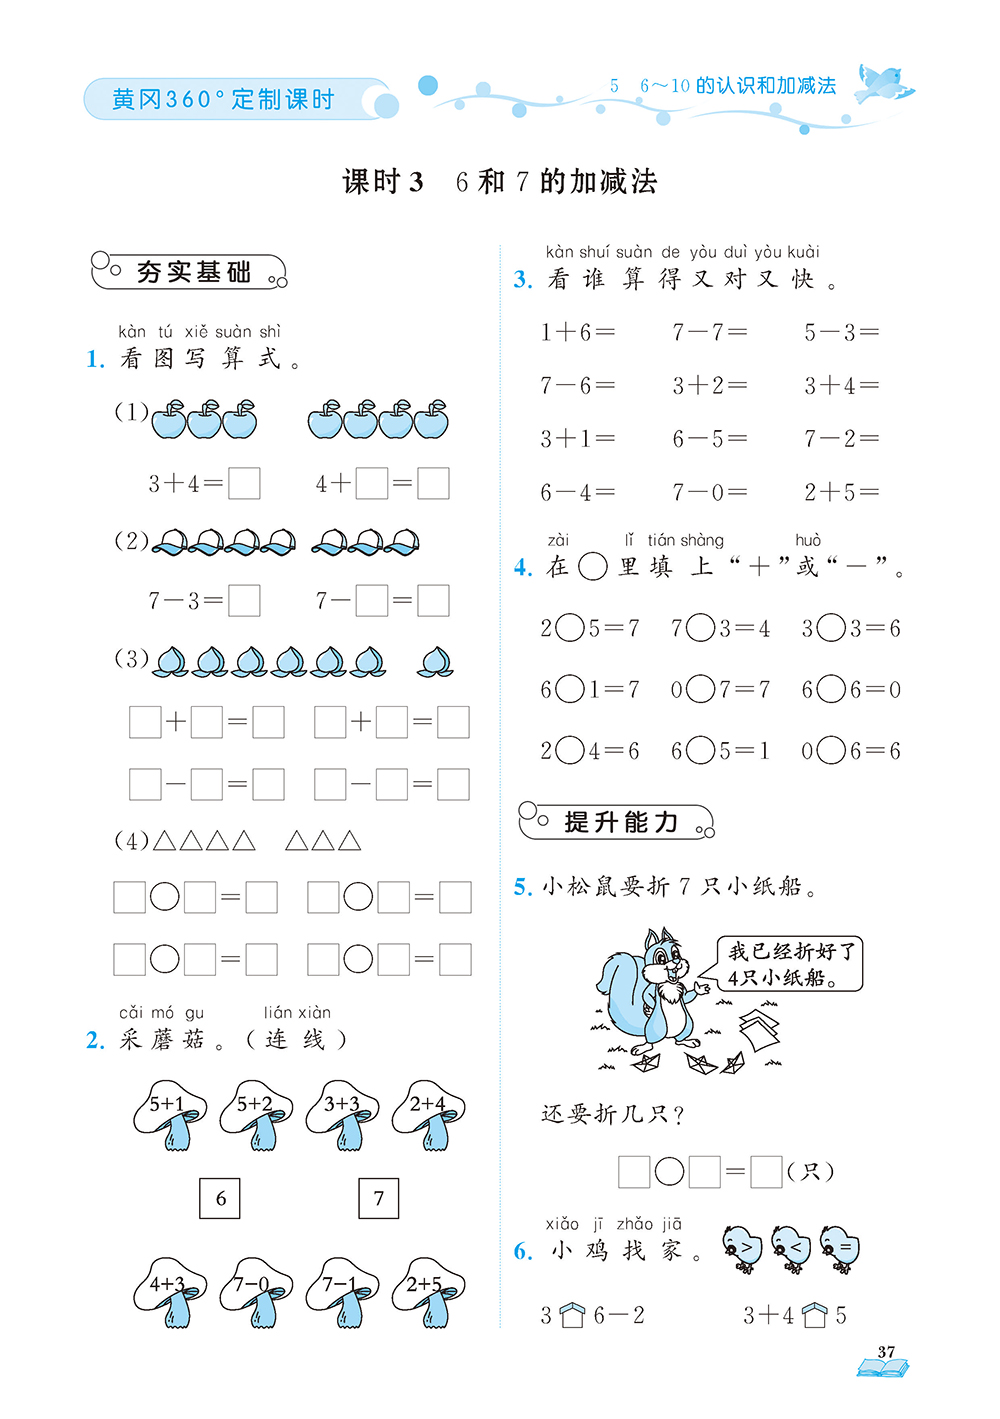 黄冈360°定制课时
5 6～10的认识和加减法
课时3 6和7的加减法
夯实基础
kàn tú xiě suàn shì
1. 看图写算式。
(1)
3+4=□ 4+□=□
(2)
7－3=□ 7－□=□
(3)
□+□=□ □+□=□
□－□=□ □－□=□
(4)△△△△ △△△
□○□=□ □○□=□
□○□=□ □○□=□
cǎi mó gu lián xiàn
2. 采蘑菇。(连线)
5+1 5+2 3+3 2+4
6 7
4+3 7−0 7−1 2+5
kàn shuí suàn de yòu duì yòu kuài
3. 看谁算得又对又快。
1+6= 7－7= 5－3=
7－6= 3+2= 3+4=
3+1= 6－5= 7－2=
6－4= 7－0= 2+5=
zài lǐ tián shàng huò
4. 在○里填上“+”或“－”。
2○5=7 7○3=4 3○3=6
6○1=7 0○7=7 6○6=0
2○4=6 6○5=1 0○6=6
提升能力
5. 小松鼠要折7只小纸船。
我已经折好了
4只小纸船。
还要折几只?
□○□=□(只)
xiǎo jī zhǎo jiā
6. 小鸡找家。
> < =
3 6－2 3+4 5
37